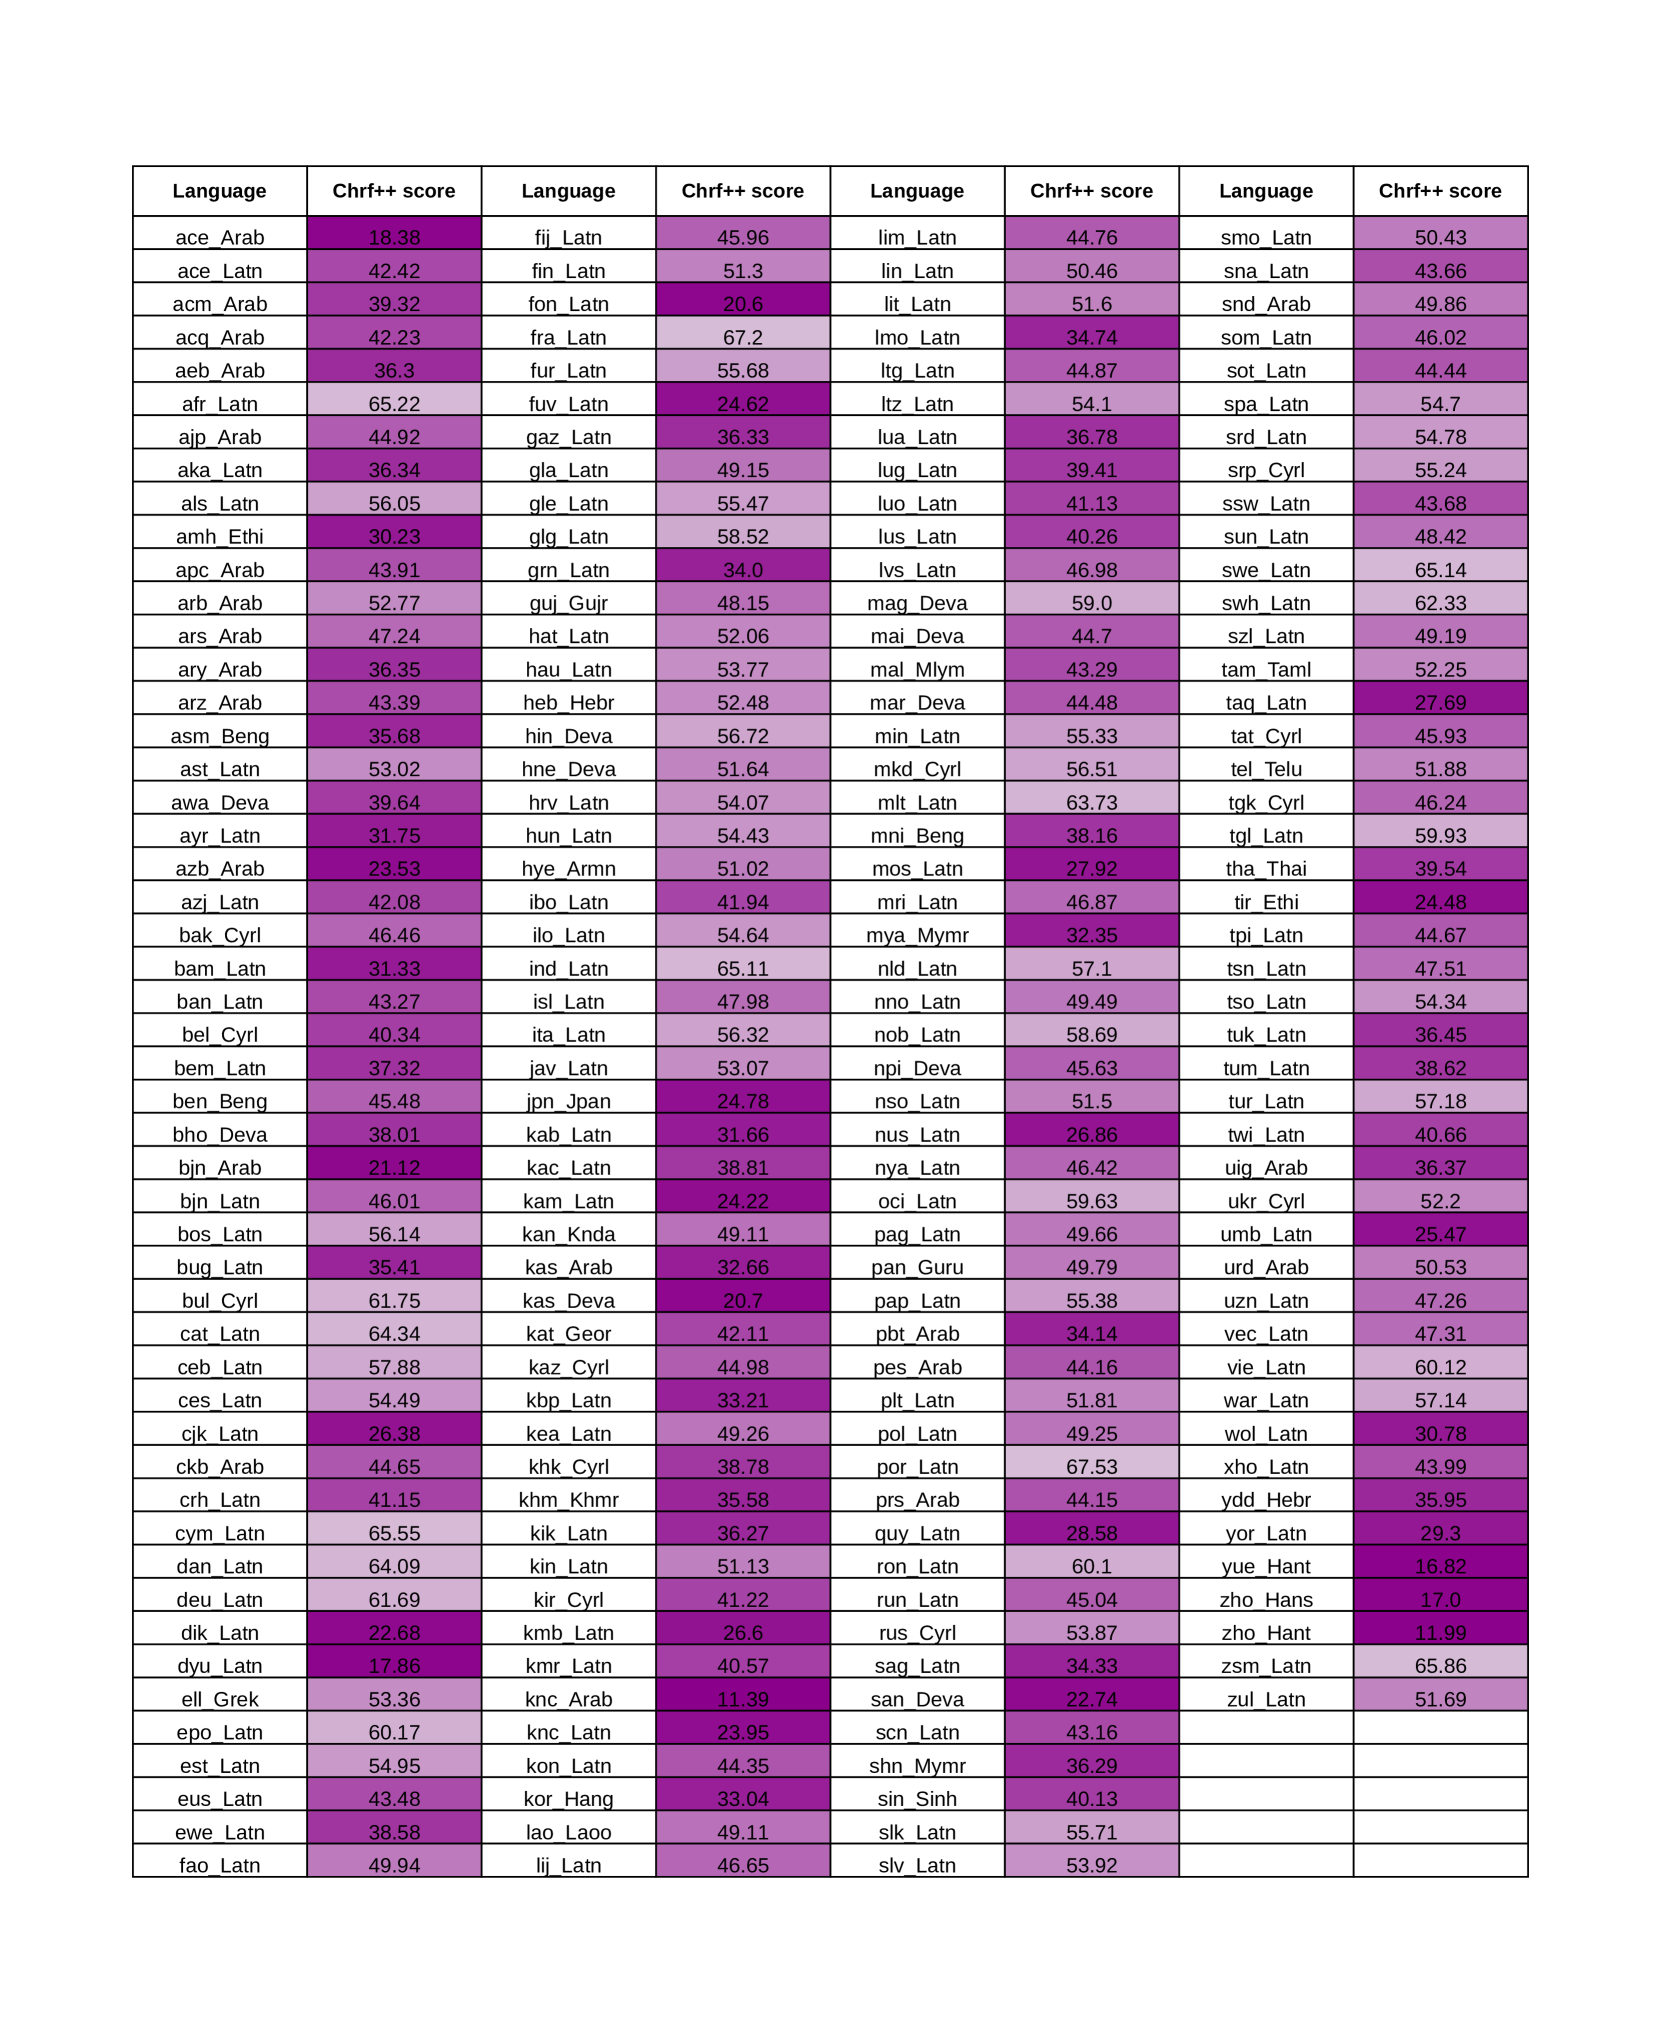 Language Chrf++ score Language Chrf++ score Language Chrf++ score Language Chrf++ score
ace_Arab 18.38 fij_Latn 45.96 lim_Latn 44.76 smo_Latn 50.43
ace_Latn 42.42 fin_Latn 51.3 lin_Latn 50.46 sna_Latn 43.66
acm_Arab 39.32 fon_Latn 20.6 lit_Latn 51.6 snd_Arab 49.86
acq_Arab 42.23 fra_Latn 67.2 lmo_Latn 34.74 som_Latn 46.02
aeb_Arab 36.3 fur_Latn 55.68 ltg_Latn 44.87 sot_Latn 44.44
afr_Latn 65.22 fuv_Latn 24.62 ltz_Latn 54.1 spa_Latn 54.7
ajp_Arab 44.92 gaz_Latn 36.33 lua_Latn 36.78 srd_Latn 54.78
aka_Latn 36.34 gla_Latn 49.15 lug_Latn 39.41 srp_Cyrl 55.24
als_Latn 56.05 gle_Latn 55.47 luo_Latn 41.13 ssw_Latn 43.68
amh_Ethi 30.23 glg_Latn 58.52 lus_Latn 40.26 sun_Latn 48.42
apc_Arab 43.91 grn_Latn 34.0 lvs_Latn 46.98 swe_Latn 65.14
arb_Arab 52.77 guj_Gujr 48.15 mag_Deva 59.0 swh_Latn 62.33
ars_Arab 47.24 hat_Latn 52.06 mai_Deva 44.7 szl_Latn 49.19
ary_Arab 36.35 hau_Latn 53.77 mal_Mlym 43.29 tam_Taml 52.25
arz_Arab 43.39 heb_Hebr 52.48 mar_Deva 44.48 taq_Latn 27.69
asm_Beng 35.68 hin_Deva 56.72 min_Latn 55.33 tat_Cyrl 45.93
ast_Latn 53.02 hne_Deva 51.64 mkd_Cyrl 56.51 tel_Telu 51.88
awa_Deva 39.64 hrv_Latn 54.07 mlt_Latn 63.73 tgk_Cyrl 46.24
ayr_Latn 31.75 hun_Latn 54.43 mni_Beng 38.16 tgl_Latn 59.93
azb_Arab 23.53 hye_Armn 51.02 mos_Latn 27.92 tha_Thai 39.54
azj_Latn 42.08 ibo_Latn 41.94 mri_Latn 46.87 tir_Ethi 24.48
bak_Cyrl 46.46 ilo_Latn 54.64 mya_Mymr 32.35 tpi_Latn 44.67
bam_Latn 31.33 ind_Latn 65.11 nld_Latn 57.1 tsn_Latn 47.51
ban_Latn 43.27 isl_Latn 47.98 nno_Latn 49.49 tso_Latn 54.34
bel_Cyrl 40.34 ita_Latn 56.32 nob_Latn 58.69 tuk_Latn 36.45
bem_Latn 37.32 jav_Latn 53.07 npi_Deva 45.63 tum_Latn 38.62
ben_Beng 45.48 jpn_Jpan 24.78 nso_Latn 51.5 tur_Latn 57.18
bho_Deva 38.01 kab_Latn 31.66 nus_Latn 26.86 twi_Latn 40.66
bjn_Arab 21.12 kac_Latn 38.81 nya_Latn 46.42 uig_Arab 36.37
bjn_Latn 46.01 kam_Latn 24.22 oci_Latn 59.63 ukr_Cyrl 52.2
bos_Latn 56.14 kan_Knda 49.11 pag_Latn 49.66 umb_Latn 25.47
bug_Latn 35.41 kas_Arab 32.66 pan_Guru 49.79 urd_Arab 50.53
bul_Cyrl 61.75 kas_Deva 20.7 pap_Latn 55.38 uzn_Latn 47.26
cat_Latn 64.34 kat_Geor 42.11 pbt_Arab 34.14 vec_Latn 47.31
ceb_Latn 57.88 kaz_Cyrl 44.98 pes_Arab 44.16 vie_Latn 60.12
ces_Latn 54.49 kbp_Latn 33.21 plt_Latn 51.81 war_Latn 57.14
cjk_Latn 26.38 kea_Latn 49.26 pol_Latn 49.25 wol_Latn 30.78
ckb_Arab 44.65 khk_Cyrl 38.78 por_Latn 67.53 xho_Latn 43.99
crh_Latn 41.15 khm_Khmr 35.58 prs_Arab 44.15 ydd_Hebr 35.95
cym_Latn 65.55 kik_Latn 36.27 quy_Latn 28.58 yor_Latn 29.3
dan_Latn 64.09 kin_Latn 51.13 ron_Latn 60.1 yue_Hant 16.82
deu_Latn 61.69 kir_Cyrl 41.22 run_Latn 45.04 zho_Hans 17.0
dik_Latn 22.68 kmb_Latn 26.6 rus_Cyrl 53.87 zho_Hant 11.99
dyu_Latn 17.86 kmr_Latn 40.57 sag_Latn 34.33 zsm_Latn 65.86
ell_Grek 53.36 knc_Arab 11.39 san_Deva 22.74 zul_Latn 51.69
epo_Latn 60.17 knc_Latn 23.95 scn_Latn 43.16
est_Latn 54.95 kon_Latn 44.35 shn_Mymr 36.29
eus_Latn 43.48 kor_Hang 33.04 sin_Sinh 40.13
ewe_Latn 38.58 lao_Laoo 49.11 slk_Latn 55.71
fao_Latn 49.94 lij_Latn 46.65 slv_Latn 53.92